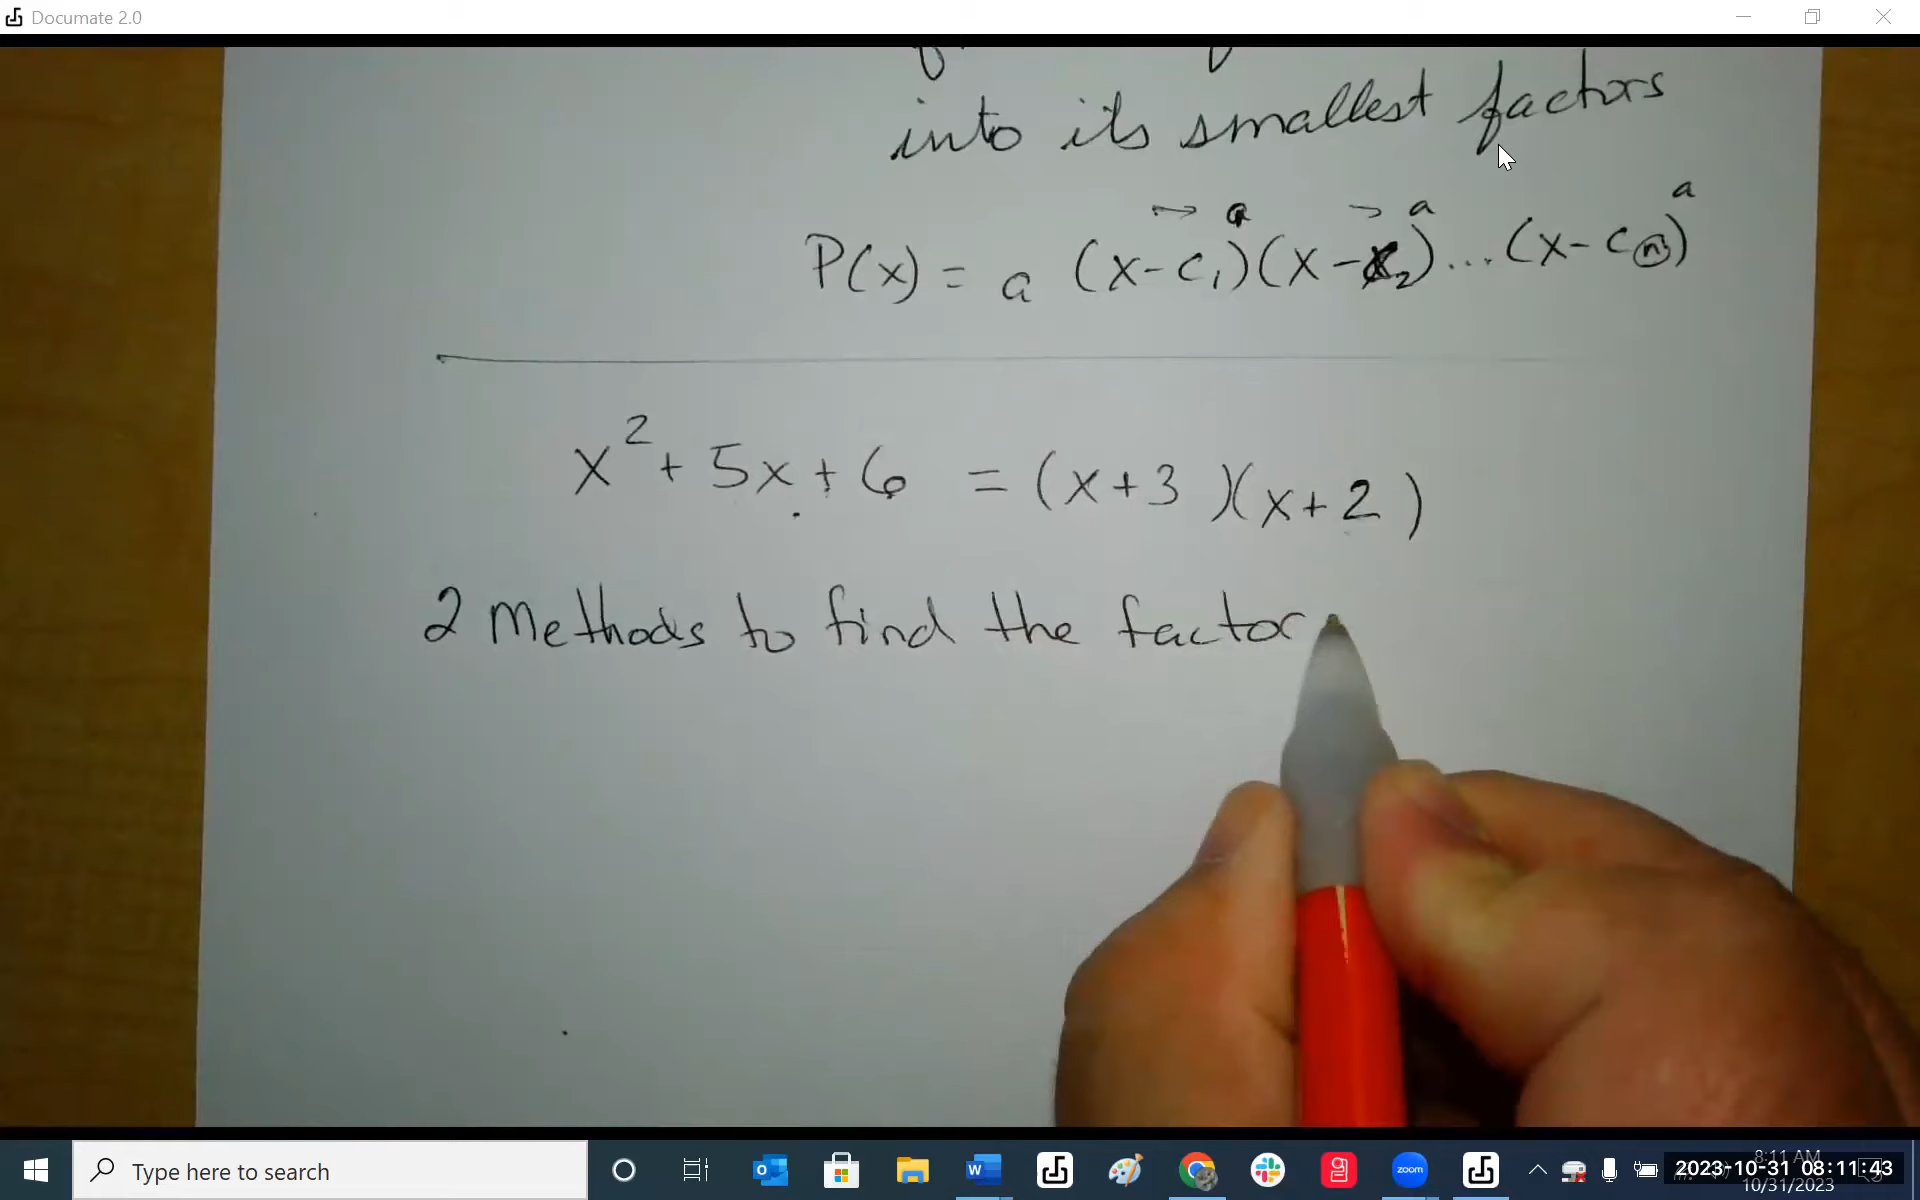 Documate 2.0
into its smallest factors
→ a → a a
P(x) = a (x-c₁)(x-c₂)...(x-cₙ)
x² + 5x + 6 = (x+3)(x+2)
2 Methods to find the factor
Type here to search
zoom
8:11 AM
2023-10-31 08:11:43
10/31/2023